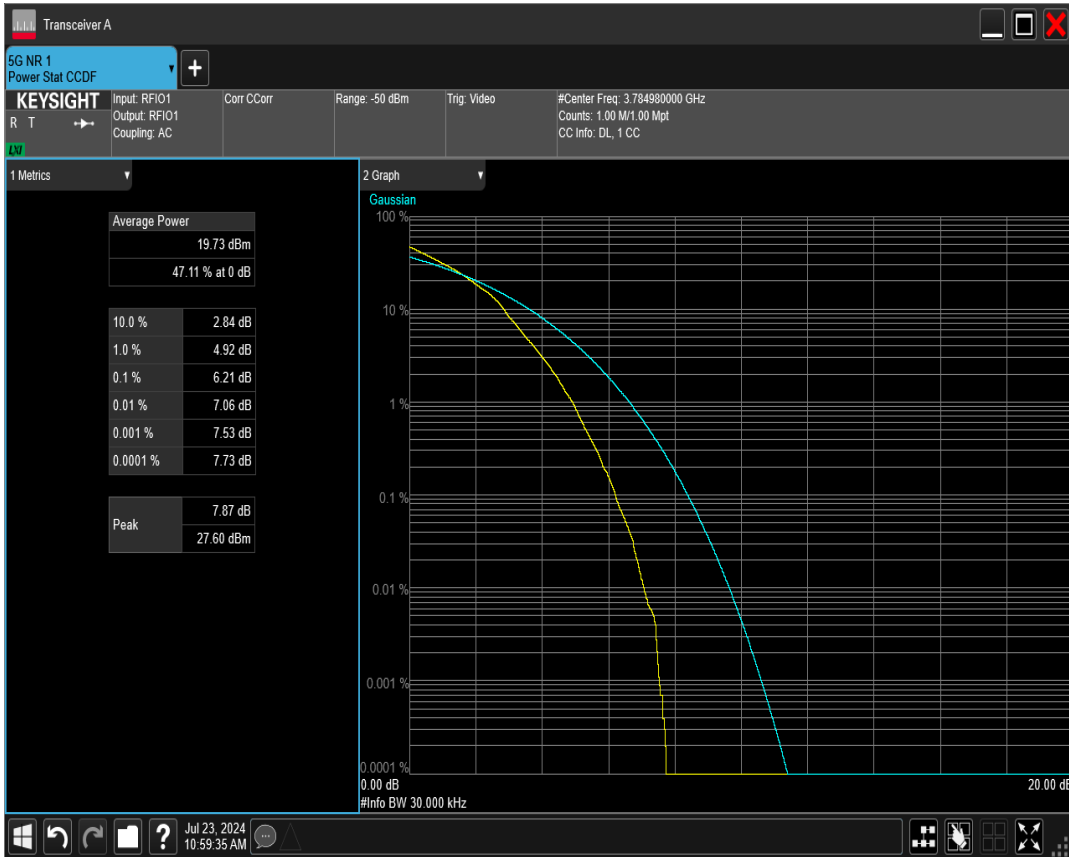 Transceiver A
5G NR 1
Power Stat CCDF
+
KEYSIGHT
R T
LXI
Input: RFIO1
Output: RFIO1
Coupling: AC
Corr CCorr
Range: -50 dBm
Trig: Video
#Center Freq: 3.784980000 GHz
Counts: 1.00 M/1.00 Mpt
CC Info: DL, 1 CC
1 Metrics
Average Power
19.73 dBm
47.11 % at 0 dB
10.0 % 2.84 dB
1.0 % 4.92 dB
0.1 % 6.21 dB
0.01 % 7.06 dB
0.001 % 7.53 dB
0.0001 % 7.73 dB
Peak
7.87 dB
27.60 dBm
2 Graph
Gaussian
100 %
10 %
1 %
0.1 %
0.01 %
0.001 %
0.0001 %
0.00 dB
20.00 dB
#Info BW 30.000 kHz
?
Jul 23, 2024
10:59:35 AM